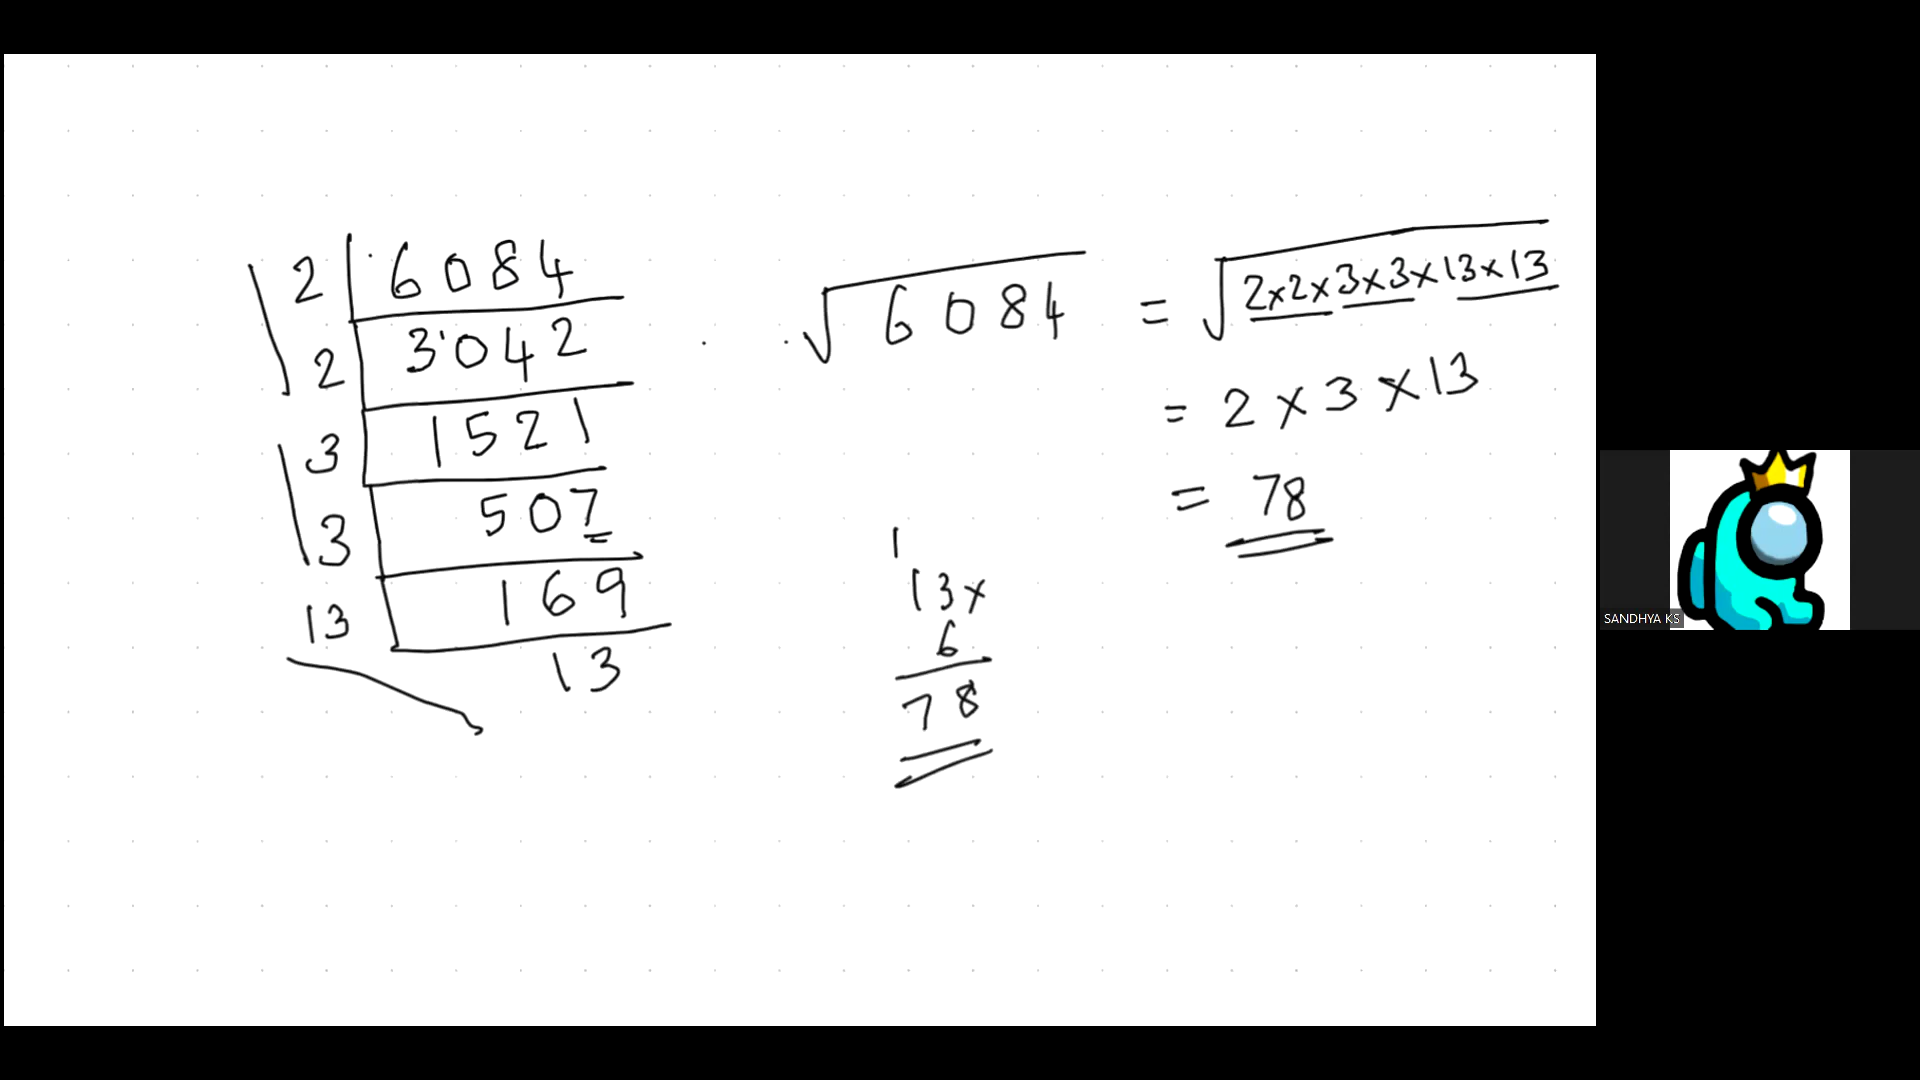 2 | 6084
2 | 3042
3 | 1521
3 | 507
13 | 169
13
√6084 = √2×2×3×3×13×13
= 2 × 3 × 13
= 78
1
13×
6
78
SANDHYA KS